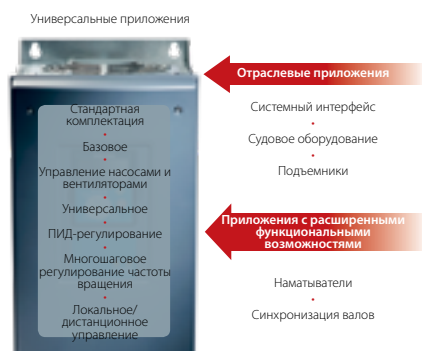 Универсальные приложения
Стандартная
комплектация
•
Базовое
•
Управление насосами и
вентиляторами
•
Универсальное
•
ПИД-регулирование
•
Многошаговое
регулирование частоты
вращения
•
Локальное/
дистанционное
управление
Отраслевые приложения
Системный интерфейс
•
Судовое оборудование
•
Подъемники
Приложения с расширенными
функциональными
возможностями
Наматыватели
•
Синхронизация валов